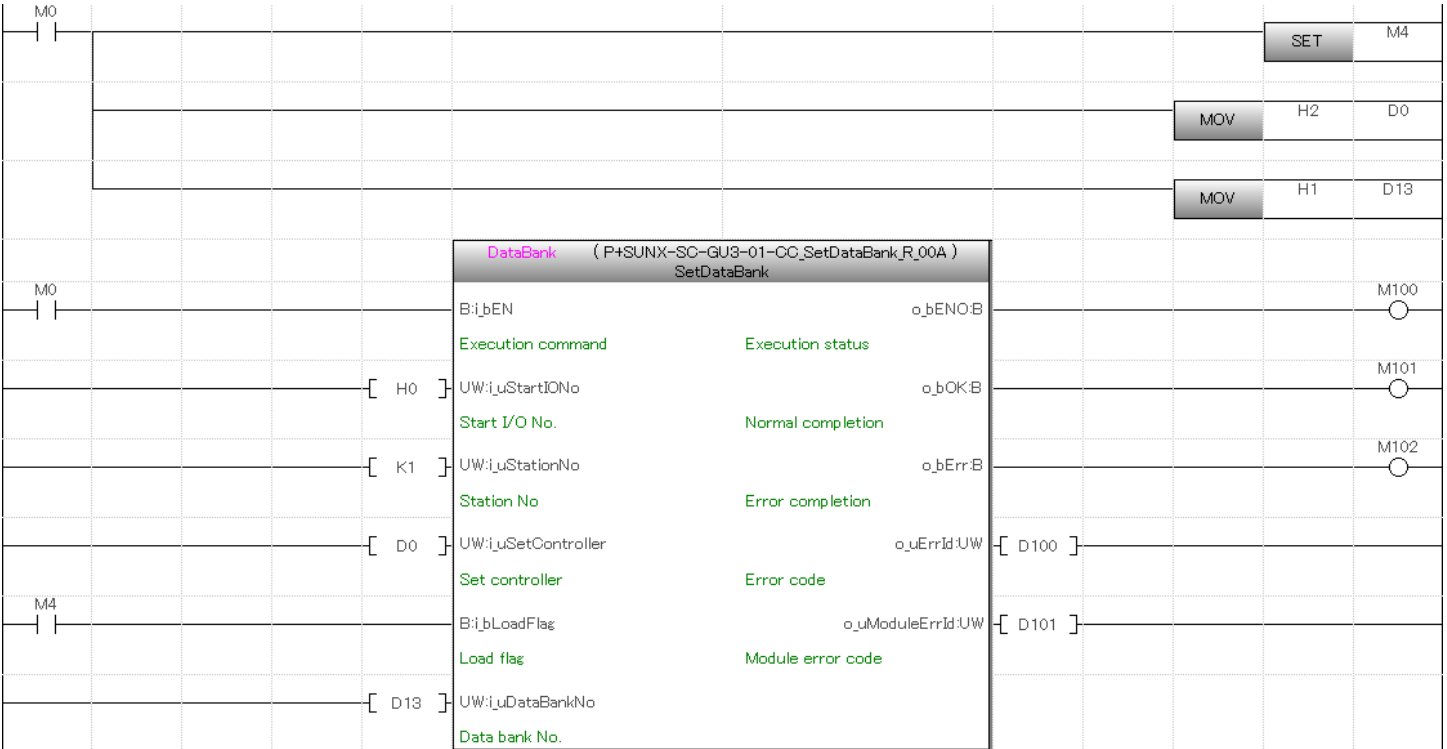 M0
SET M4
MOV H2 D0
MOV H1 D13
DataBank (P+SUNX-SC-GU3-01-CC_SetDataBank_R_00A)
SetDataBank
M0 M100
B:i_bEN o_bENO:B
Execution command Execution status
M101
H0 UW:i_uStartIONo o_bOK:B
Start I/O No. Normal completion
M102
K1 UW:i_uStationNo o_bErr:B
Station No Error completion
D0 UW:i_uSetController o_uErrId:UW D100
Set controller Error code
M4
B:i_bLoadFlag o_uModuleErrId:UW D101
Load flag Module error code
D13 UW:i_uDataBankNo
Data bank No.